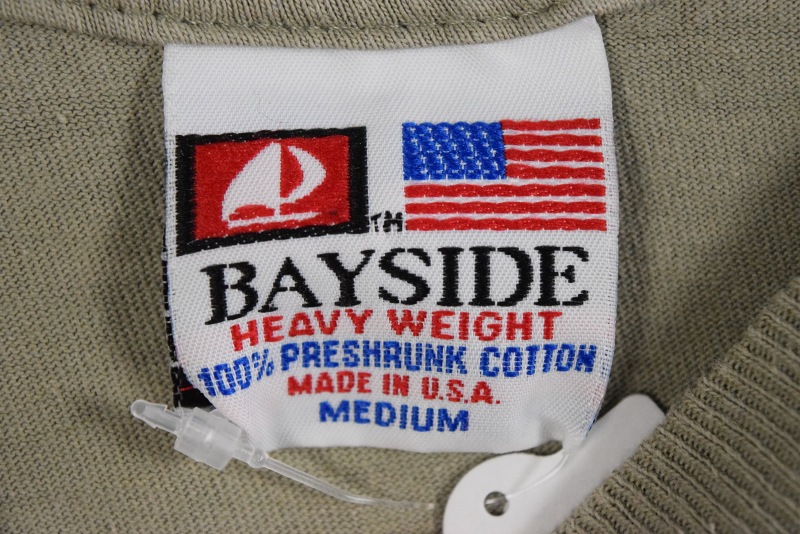 TM
BAYSIDE
HEAVY WEIGHT
100% PRESHRUNK COTTON
MADE IN U.S.A.
MEDIUM